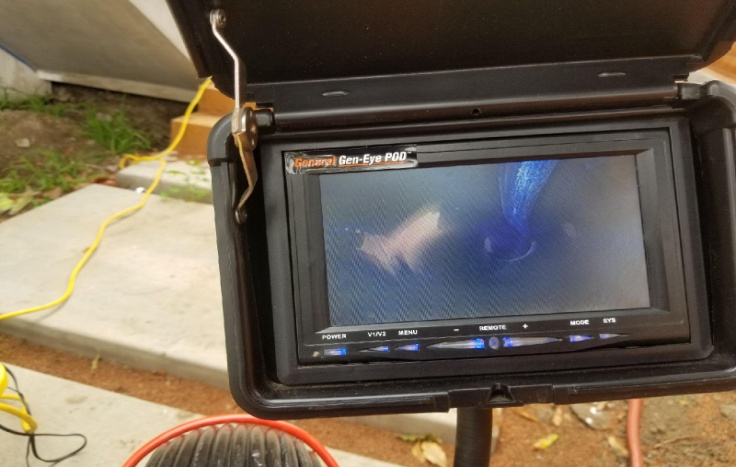 General Gen-Eye POD
POWER V1/V2 MENU − REMOTE + MODE SYS